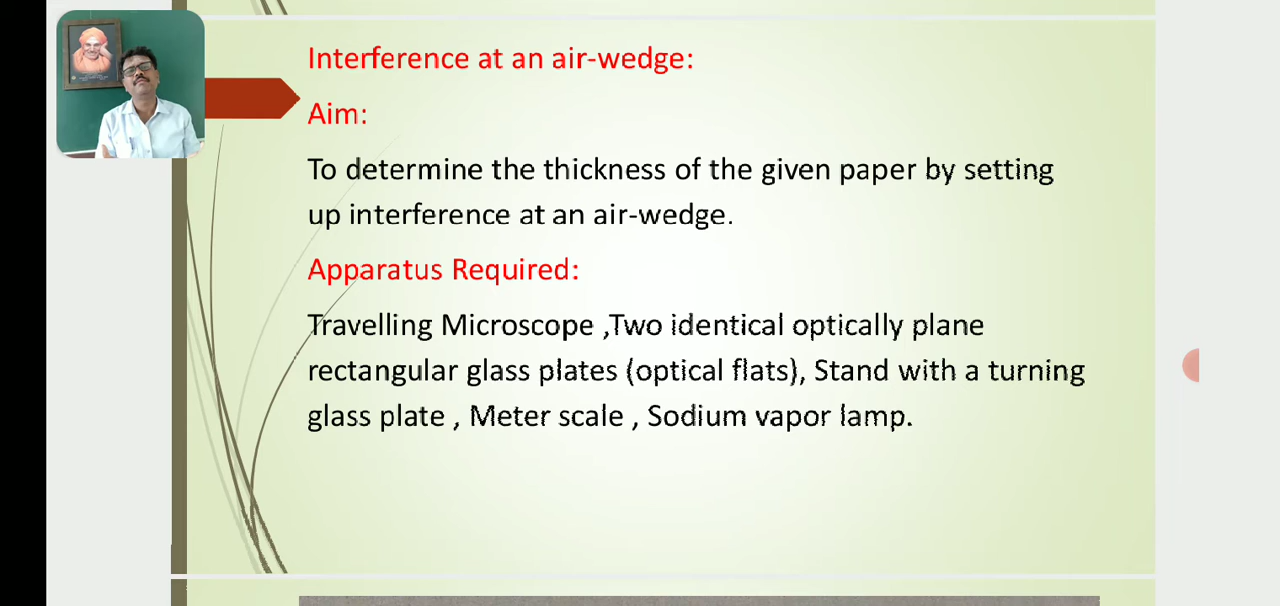 Interference at an air-wedge:
Aim:
To determine the thickness of the given paper by setting
up interference at an air-wedge.
Apparatus Required:
Travelling Microscope ,Two identical optically plane
rectangular glass plates (optical flats), Stand with a turning
glass plate , Meter scale , Sodium vapor lamp.